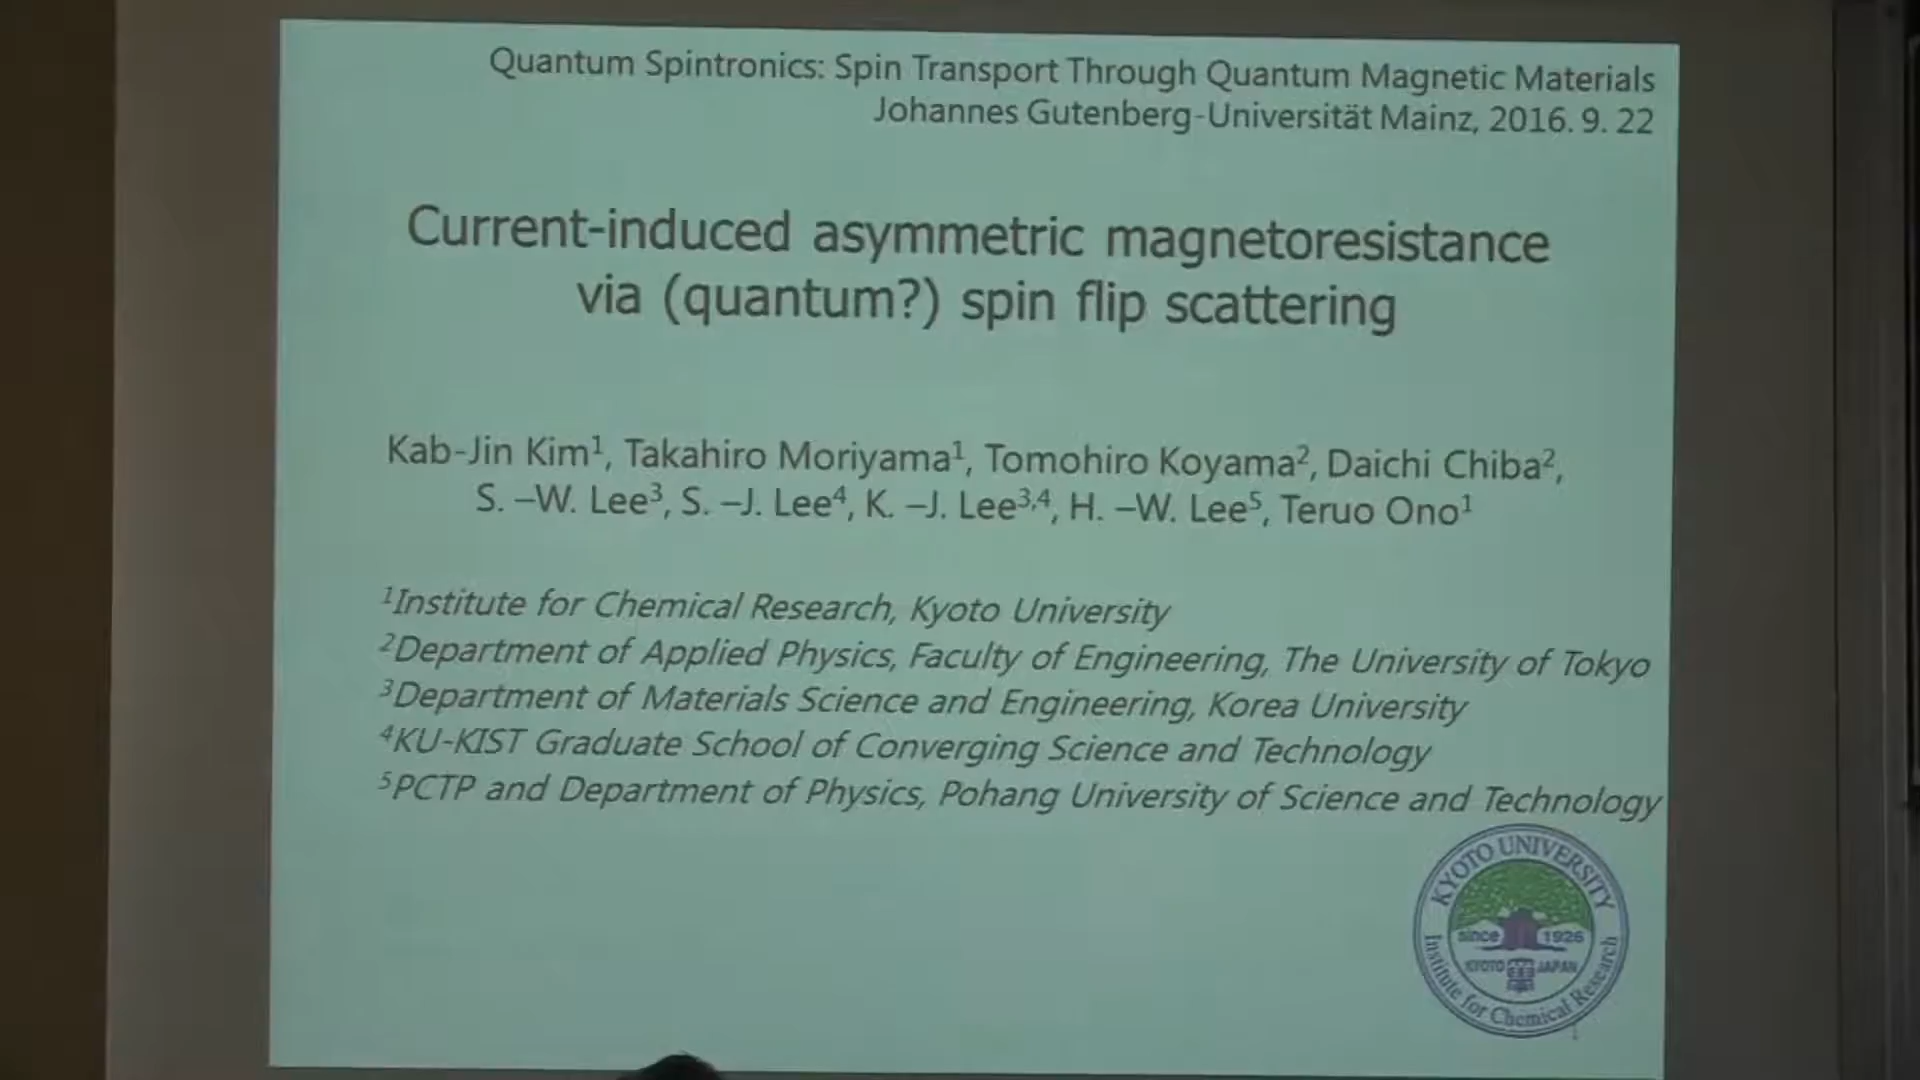 Quantum Spintronics: Spin Transport Through Quantum Magnetic Materials
Johannes Gutenberg-Universität Mainz, 2016. 9. 22
Current-induced asymmetric magnetoresistance
via (quantum?) spin flip scattering
Kab-Jin Kim¹, Takahiro Moriyama¹, Tomohiro Koyama², Daichi Chiba²,
S. –W. Lee³, S. –J. Lee⁴, K. –J. Lee³,⁴, H. –W. Lee⁵, Teruo Ono¹
¹Institute for Chemical Research, Kyoto University
²Department of Applied Physics, Faculty of Engineering, The University of Tokyo
³Department of Materials Science and Engineering, Korea University
⁴KU-KIST Graduate School of Converging Science and Technology
⁵PCTP and Department of Physics, Pohang University of Science and Technology
KYOTO UNIVERSITY
since 1926
KYOTO JAPAN
Institute for Chemical Research
1